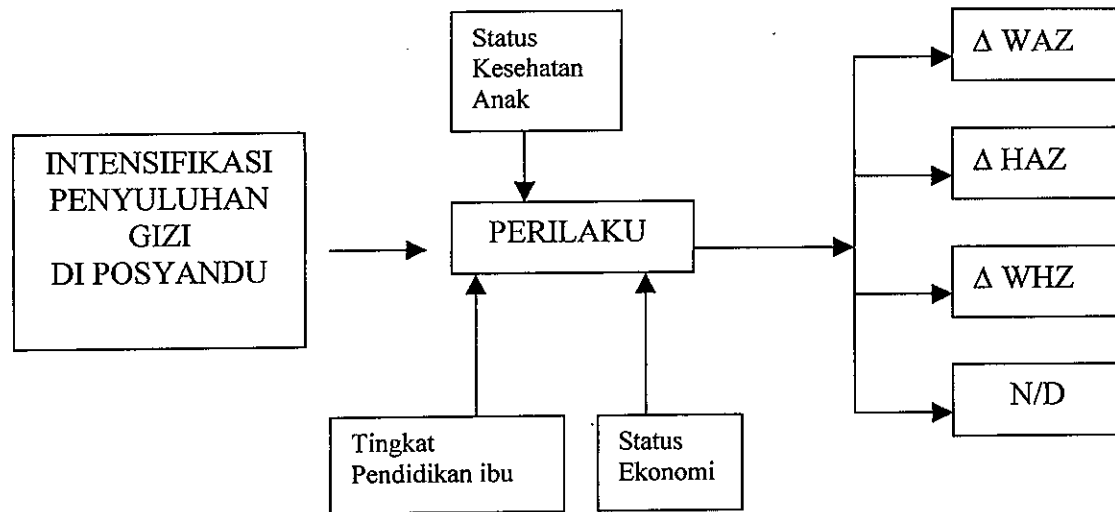 Status
Kesehatan
Anak
INTENSIFIKASI
PENYULUHAN
GIZI
DI POSYANDU
PERILAKU
Tingkat
Pendidikan ibu
Status
Ekonomi
Δ WAZ
Δ HAZ
Δ WHZ
N/D